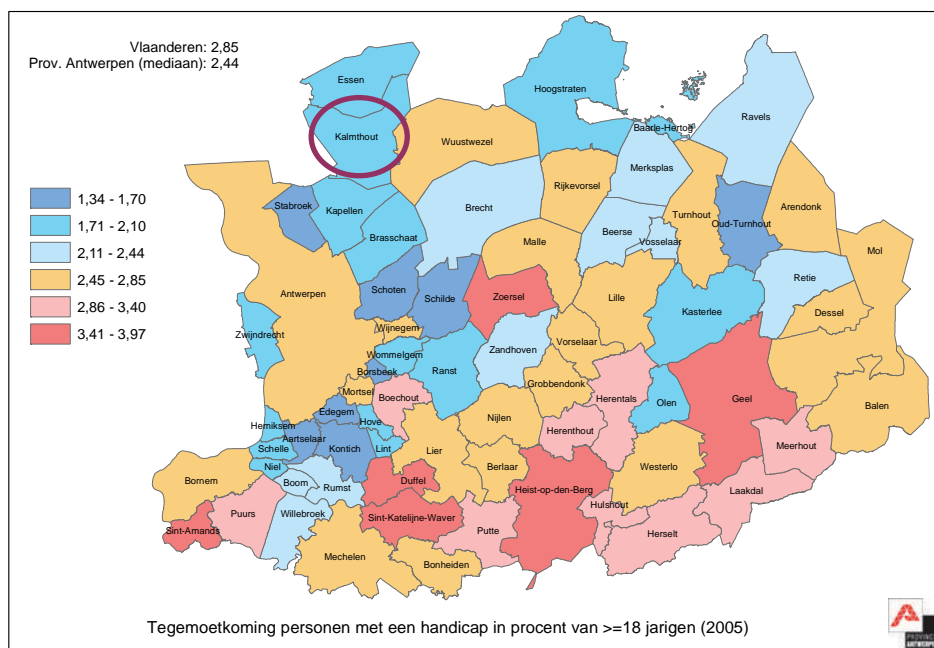 Vlaanderen: 2,85
Prov. Antwerpen (mediaan): 2,44
1,34 - 1,70
1,71 - 2,10
2,11 - 2,44
2,45 - 2,85
2,86 - 3,40
3,41 - 3,97
Essen
Hoogstraten
Ravels
Kalmthout
Baarle-Hertog
Wuustwezel
Merksplas
Rijkevorsel
Stabroek
Kapellen
Brecht
Turnhout
Arendonk
Oud-Turnhout
Brasschaat
Beerse
Vosselaar
Malle
Mol
Retie
Antwerpen
Schoten
Schilde
Zoersel
Lille
Kasterlee
Dessel
Zwijndrecht
Wijnegem
Vorselaar
Zandhoven
Wommelgem
Borsbeek
Ranst
Grobbendonk
Mortsel
Boechout
Herentals
Olen
Geel
Balen
Edegem
Hove
Nijlen
Hemiksem
Aartselaar
Herenthout
Meerhout
Schelle
Kontich
Lint
Lier
Niel
Berlaar
Westerlo
Bornem
Boom
Rumst
Duffel
Heist-op-den-Berg
Laakdal
Hulshout
Puurs
Willebroek
Sint-Katelijne-Waver
Sint-Amands
Putte
Herselt
Mechelen
Bonheiden
Tegemoetkoming personen met een handicap in procent van >=18 jarigen (2005)
PROVINCIE
ANTWERPEN